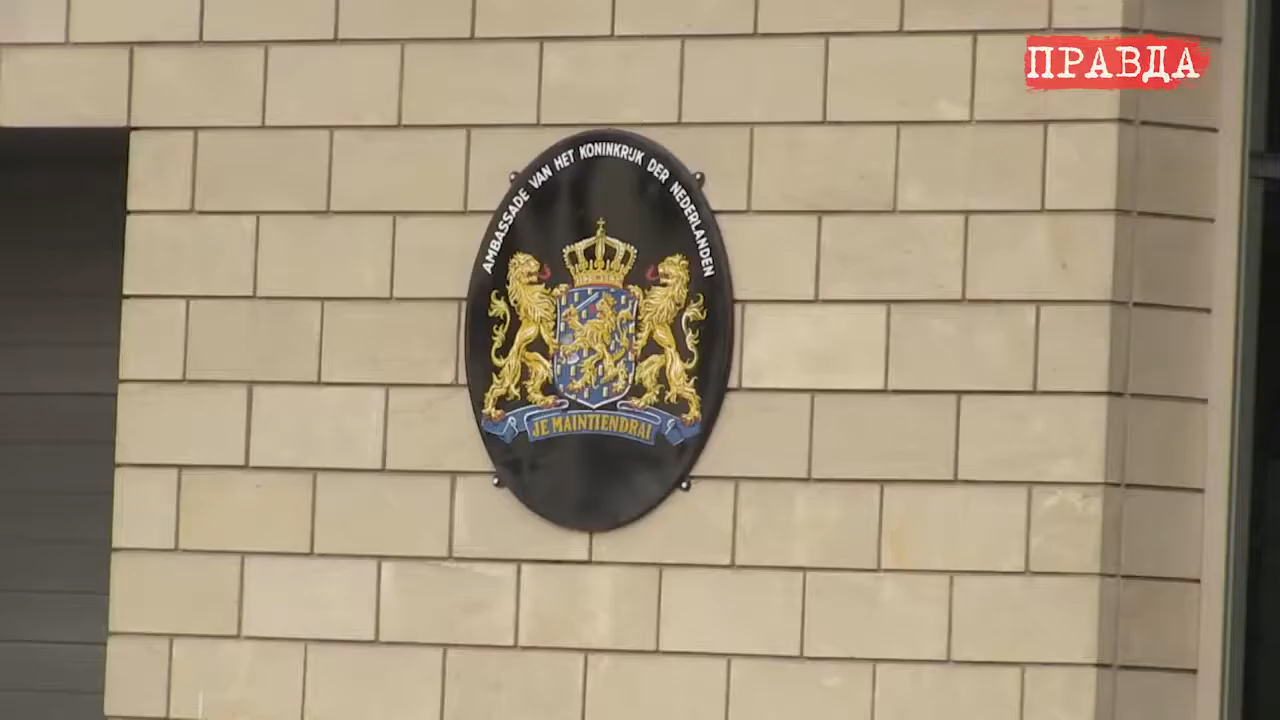 ПРАВДА
AMBASSADE VAN HET KONINKRIJK DER NEDERLANDEN
JE MAINTIENDRAI